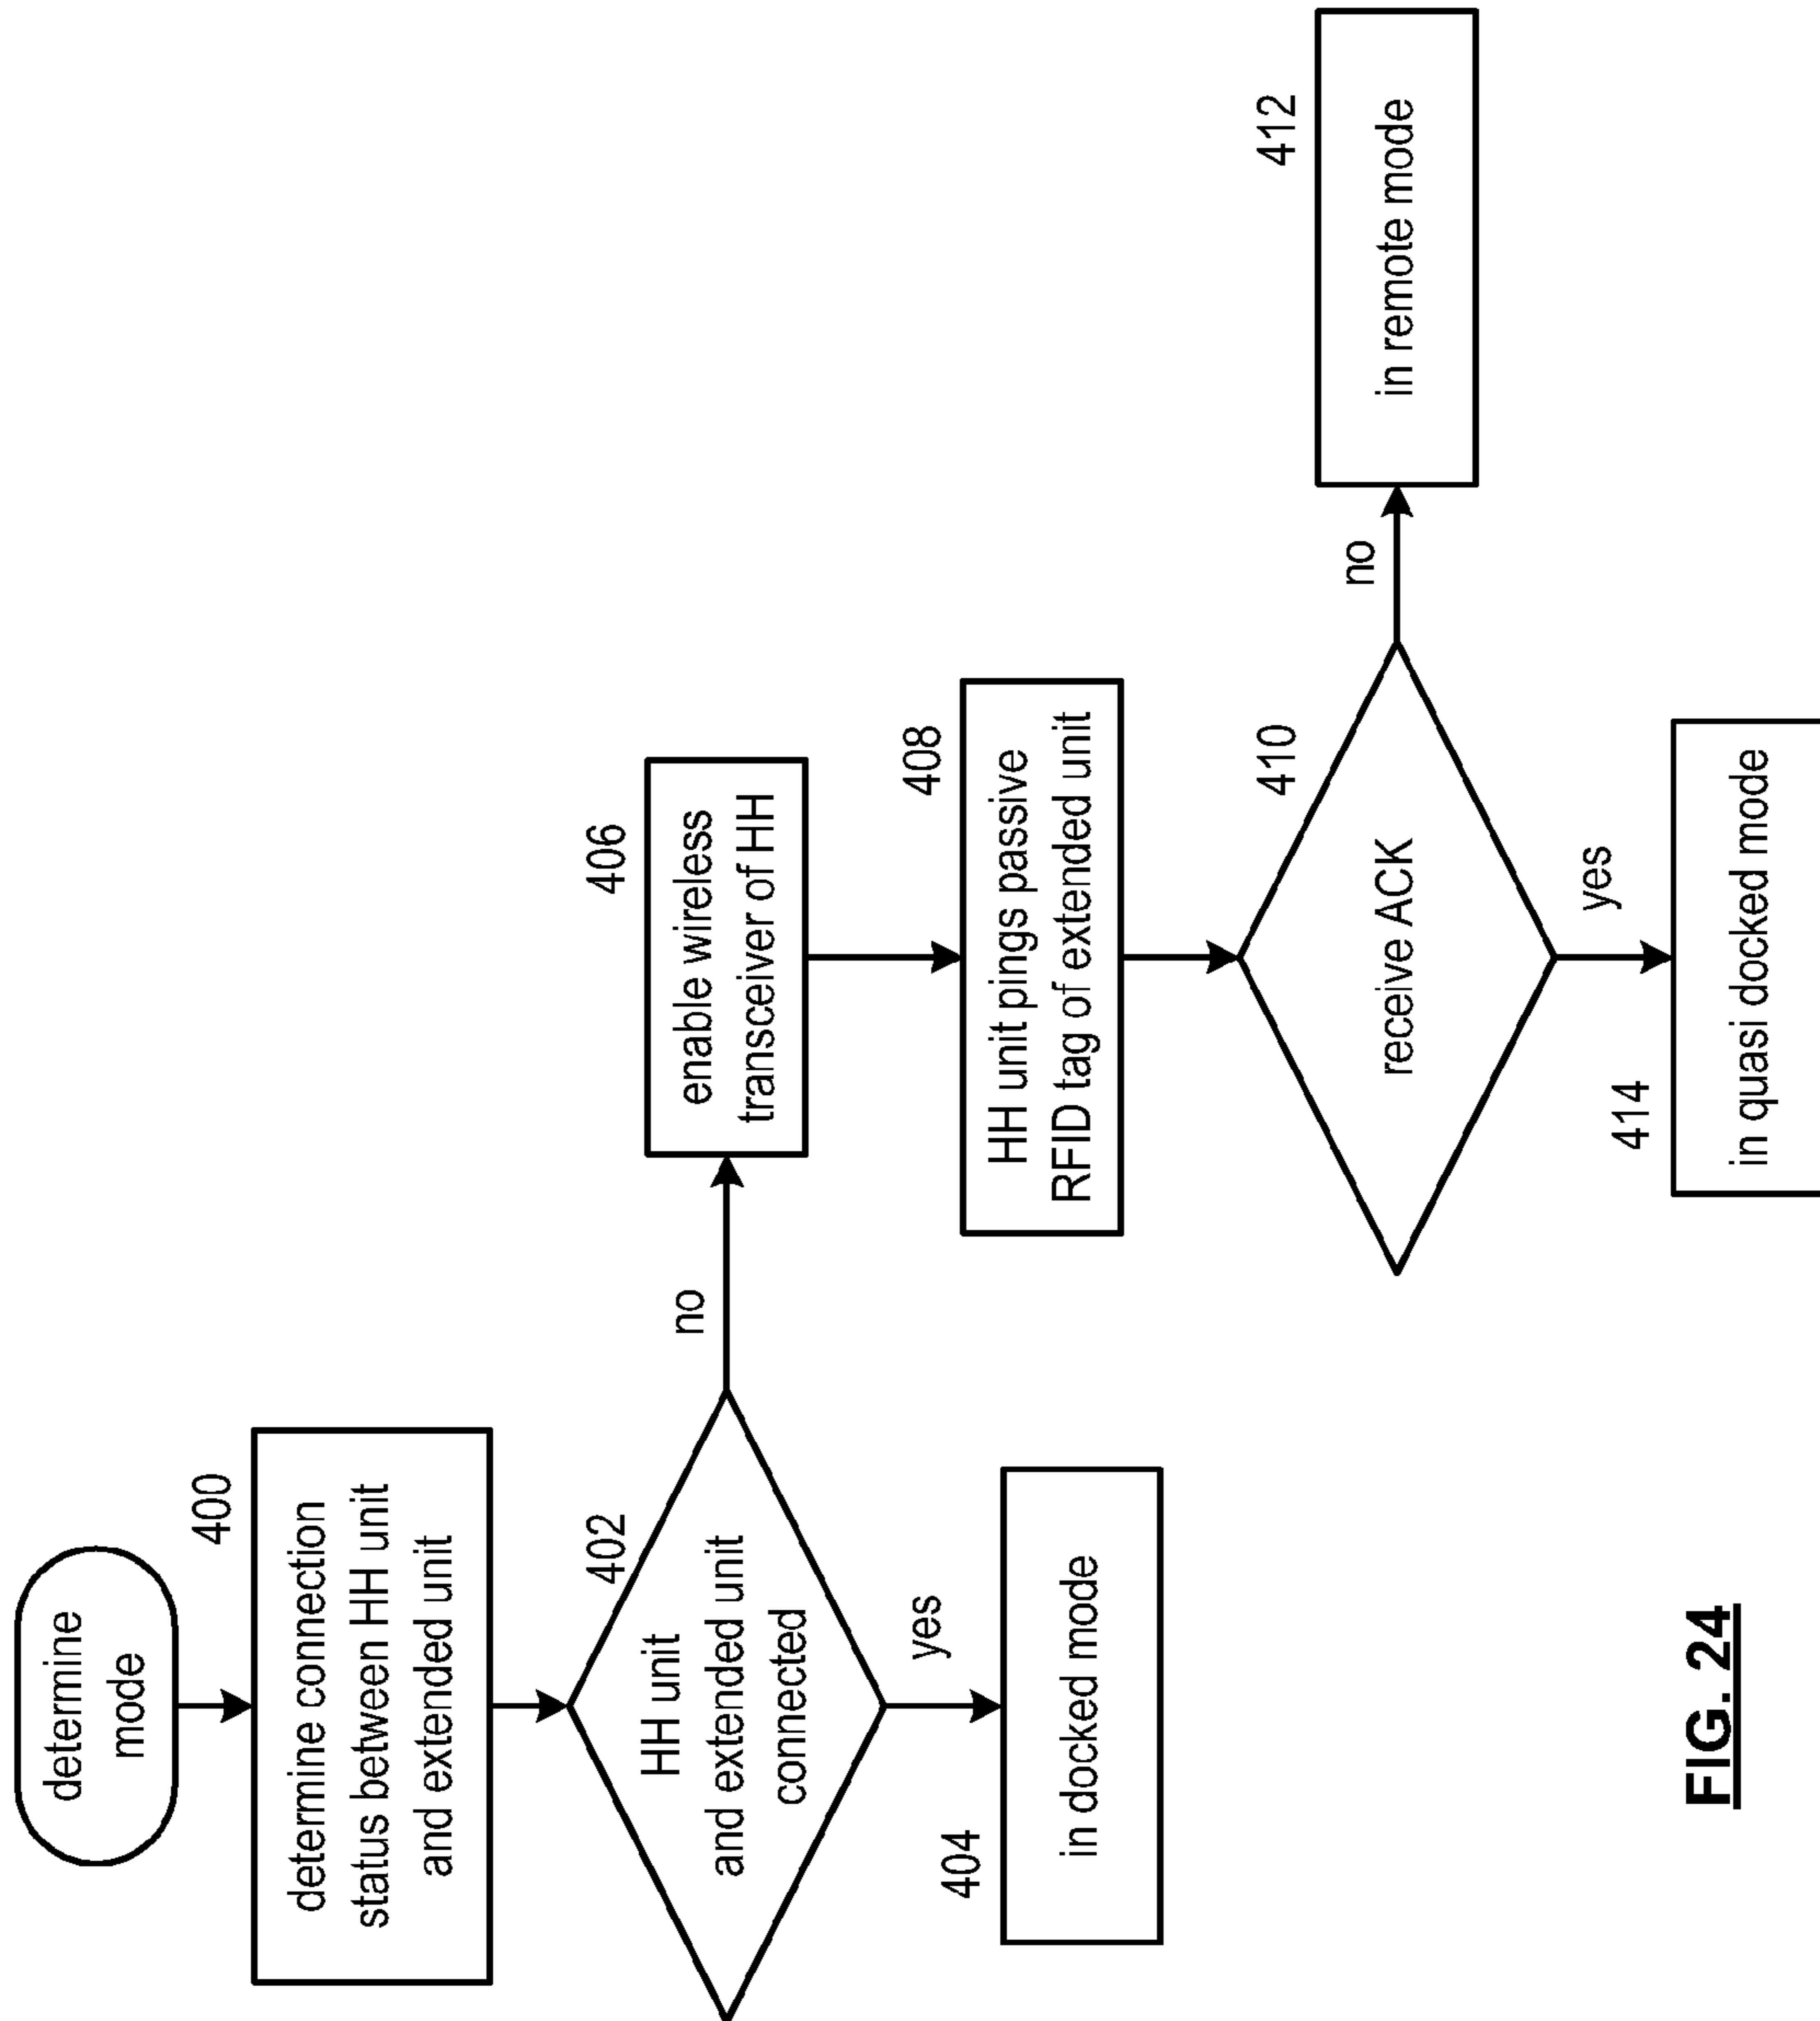 determine
mode
400
determine connection
status between HH unit
and extended unit
402
HH unit
and extended unit
connected
no
yes
404
in docked mode
406
enable wireless
transceiver of HH
408
HH unit pings passive
RFID tag of extended unit
410
receive ACK
no
412
in remote mode
yes
414
in quasi docked mode
FIG. 24